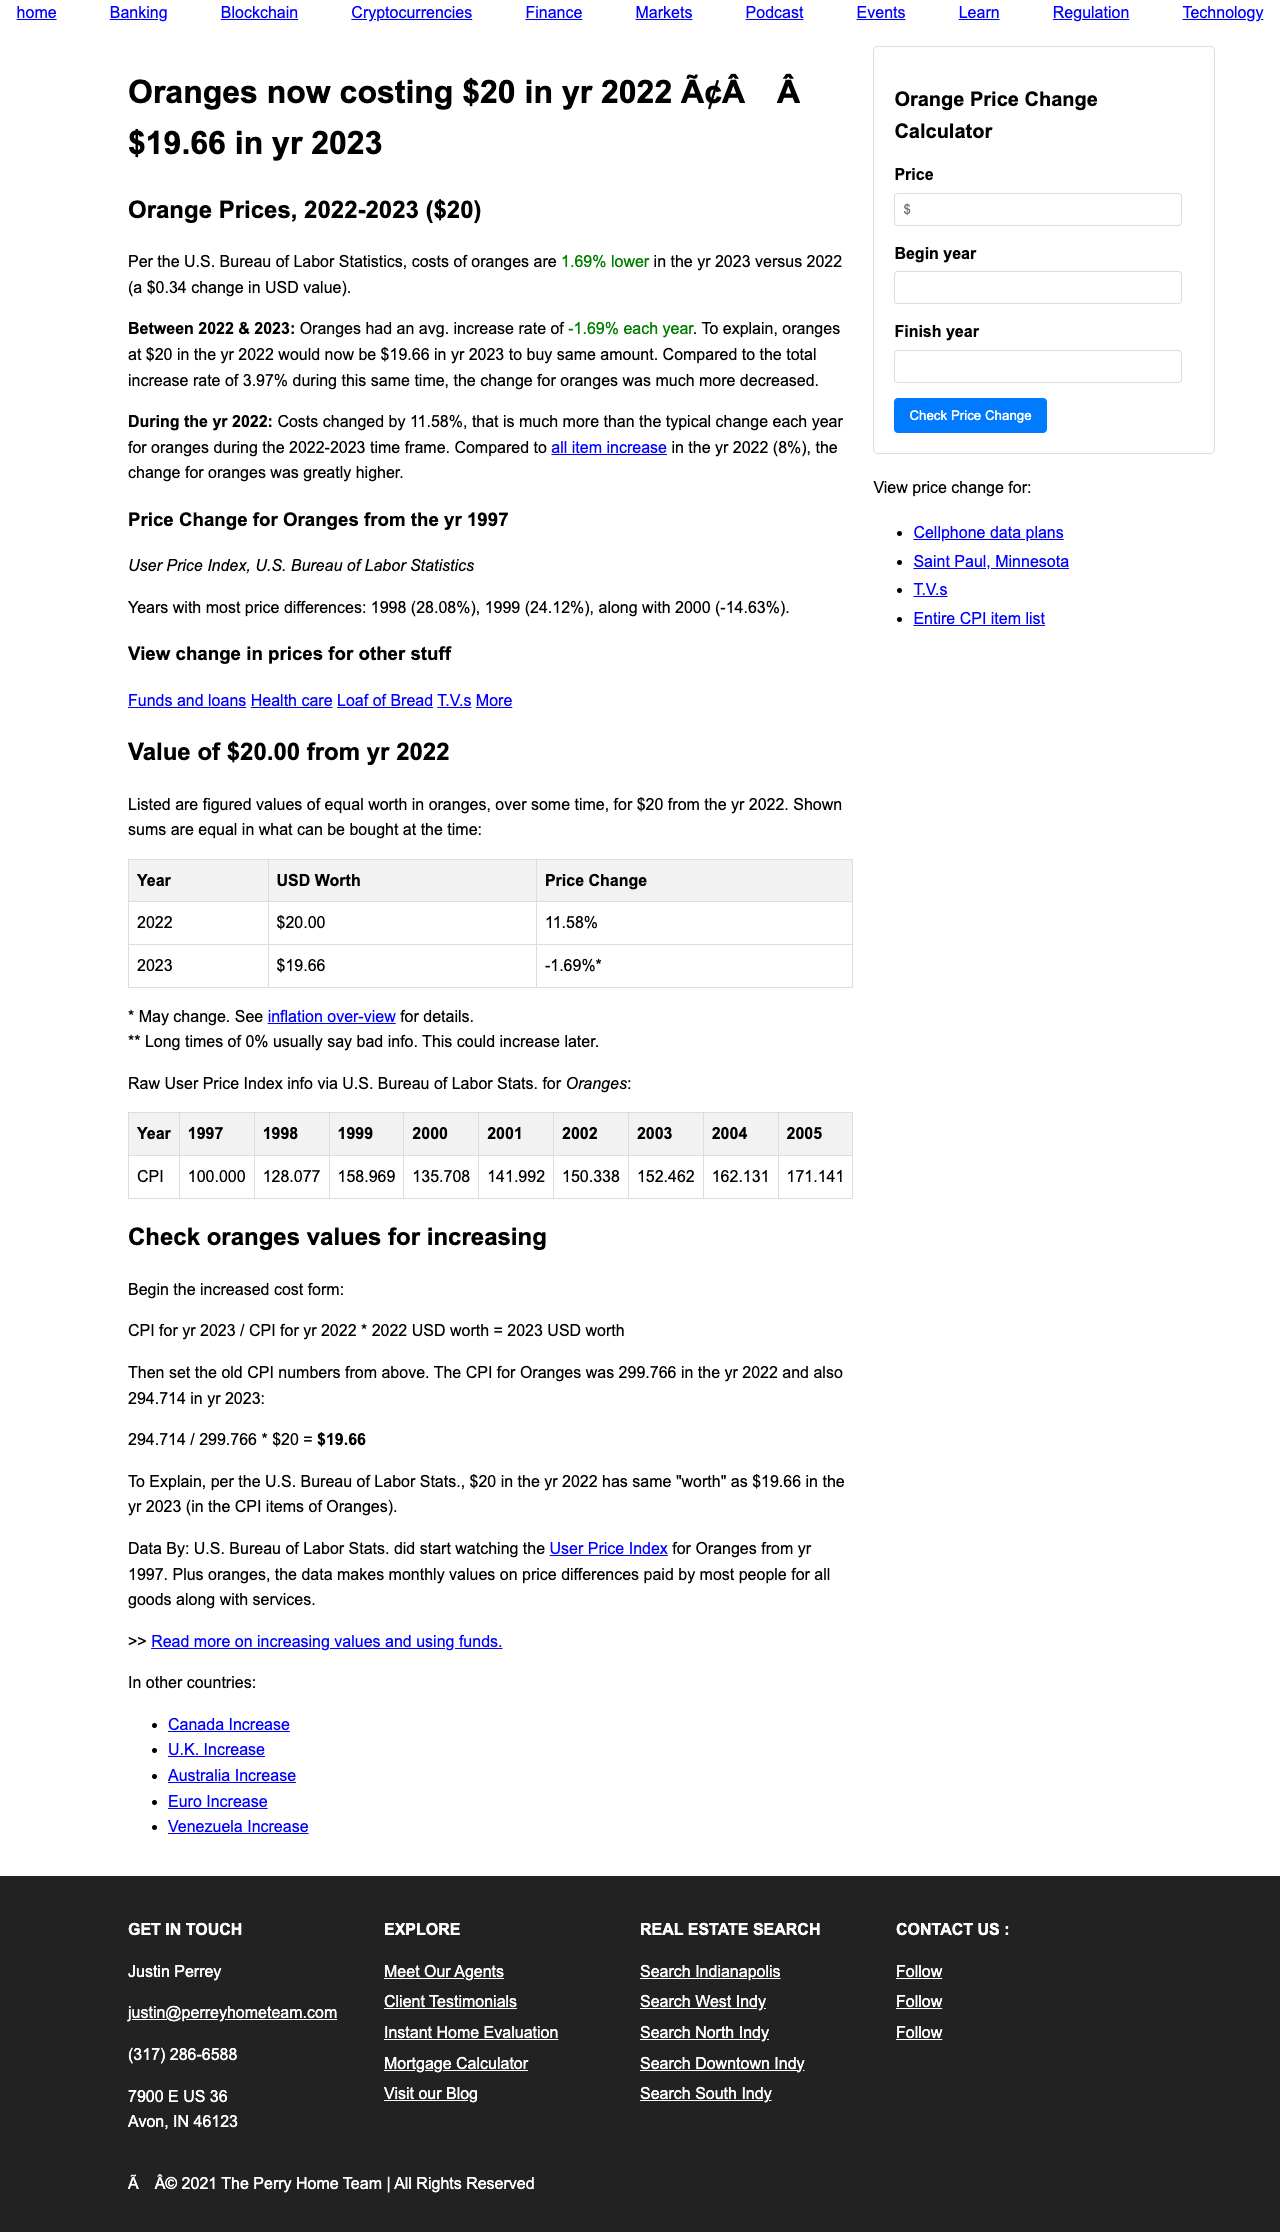 home Banking Blockchain Cryptocurrencies Finance Markets Podcast Events Learn Regulation Technology
Oranges now costing $20 in yr 2022 Ã¢Â Â
$19.66 in yr 2023
Orange Prices, 2022-2023 ($20)
Per the U.S. Bureau of Labor Statistics, costs of oranges are 1.69% lower in the yr 2023 versus 2022
(a $0.34 change in USD value).
Between 2022 & 2023: Oranges had an avg. increase rate of -1.69% each year. To explain, oranges
at $20 in the yr 2022 would now be $19.66 in yr 2023 to buy same amount. Compared to the total
increase rate of 3.97% during this same time, the change for oranges was much more decreased.
During the yr 2022: Costs changed by 11.58%, that is much more than the typical change each year
for oranges during the 2022-2023 time frame. Compared to all item increase in the yr 2022 (8%), the
change for oranges was greatly higher.
Price Change for Oranges from the yr 1997
User Price Index, U.S. Bureau of Labor Statistics
Years with most price differences: 1998 (28.08%), 1999 (24.12%), along with 2000 (-14.63%).
View change in prices for other stuff
Funds and loans Health care Loaf of Bread T.V.s More
Value of $20.00 from yr 2022
Listed are figured values of equal worth in oranges, over some time, for $20 from the yr 2022. Shown
sums are equal in what can be bought at the time:
Year USD Worth Price Change
2022 $20.00 11.58%
2023 $19.66 -1.69%*
* May change. See inflation over-view for details.
** Long times of 0% usually say bad info. This could increase later.
Raw User Price Index info via U.S. Bureau of Labor Stats. for Oranges:
Year 1997 1998 1999 2000 2001 2002 2003 2004 2005
CPI 100.000 128.077 158.969 135.708 141.992 150.338 152.462 162.131 171.141
Check oranges values for increasing
Begin the increased cost form:
CPI for yr 2023 / CPI for yr 2022 * 2022 USD worth = 2023 USD worth
Then set the old CPI numbers from above. The CPI for Oranges was 299.766 in the yr 2022 and also
294.714 in yr 2023:
294.714 / 299.766 * $20 = $19.66
To Explain, per the U.S. Bureau of Labor Stats., $20 in the yr 2022 has same "worth" as $19.66 in the
yr 2023 (in the CPI items of Oranges).
Data By: U.S. Bureau of Labor Stats. did start watching the User Price Index for Oranges from yr
1997. Plus oranges, the data makes monthly values on price differences paid by most people for all
goods along with services.
>> Read more on increasing values and using funds.
In other countries:
• Canada Increase
• U.K. Increase
• Australia Increase
• Euro Increase
• Venezuela Increase
Orange Price Change
Calculator
Price
$
Begin year
Finish year
Check Price Change
View price change for:
• Cellphone data plans
• Saint Paul, Minnesota
• T.V.s
• Entire CPI item list
GET IN TOUCH
Justin Perrey
justin@perreyhometeam.com
(317) 286-6588
7900 E US 36
Avon, IN 46123
EXPLORE
Meet Our Agents
Client Testimonials
Instant Home Evaluation
Mortgage Calculator
Visit our Blog
REAL ESTATE SEARCH
Search Indianapolis
Search West Indy
Search North Indy
Search Downtown Indy
Search South Indy
CONTACT US :
Follow
Follow
Follow
Ã Â© 2021 The Perry Home Team | All Rights Reserved